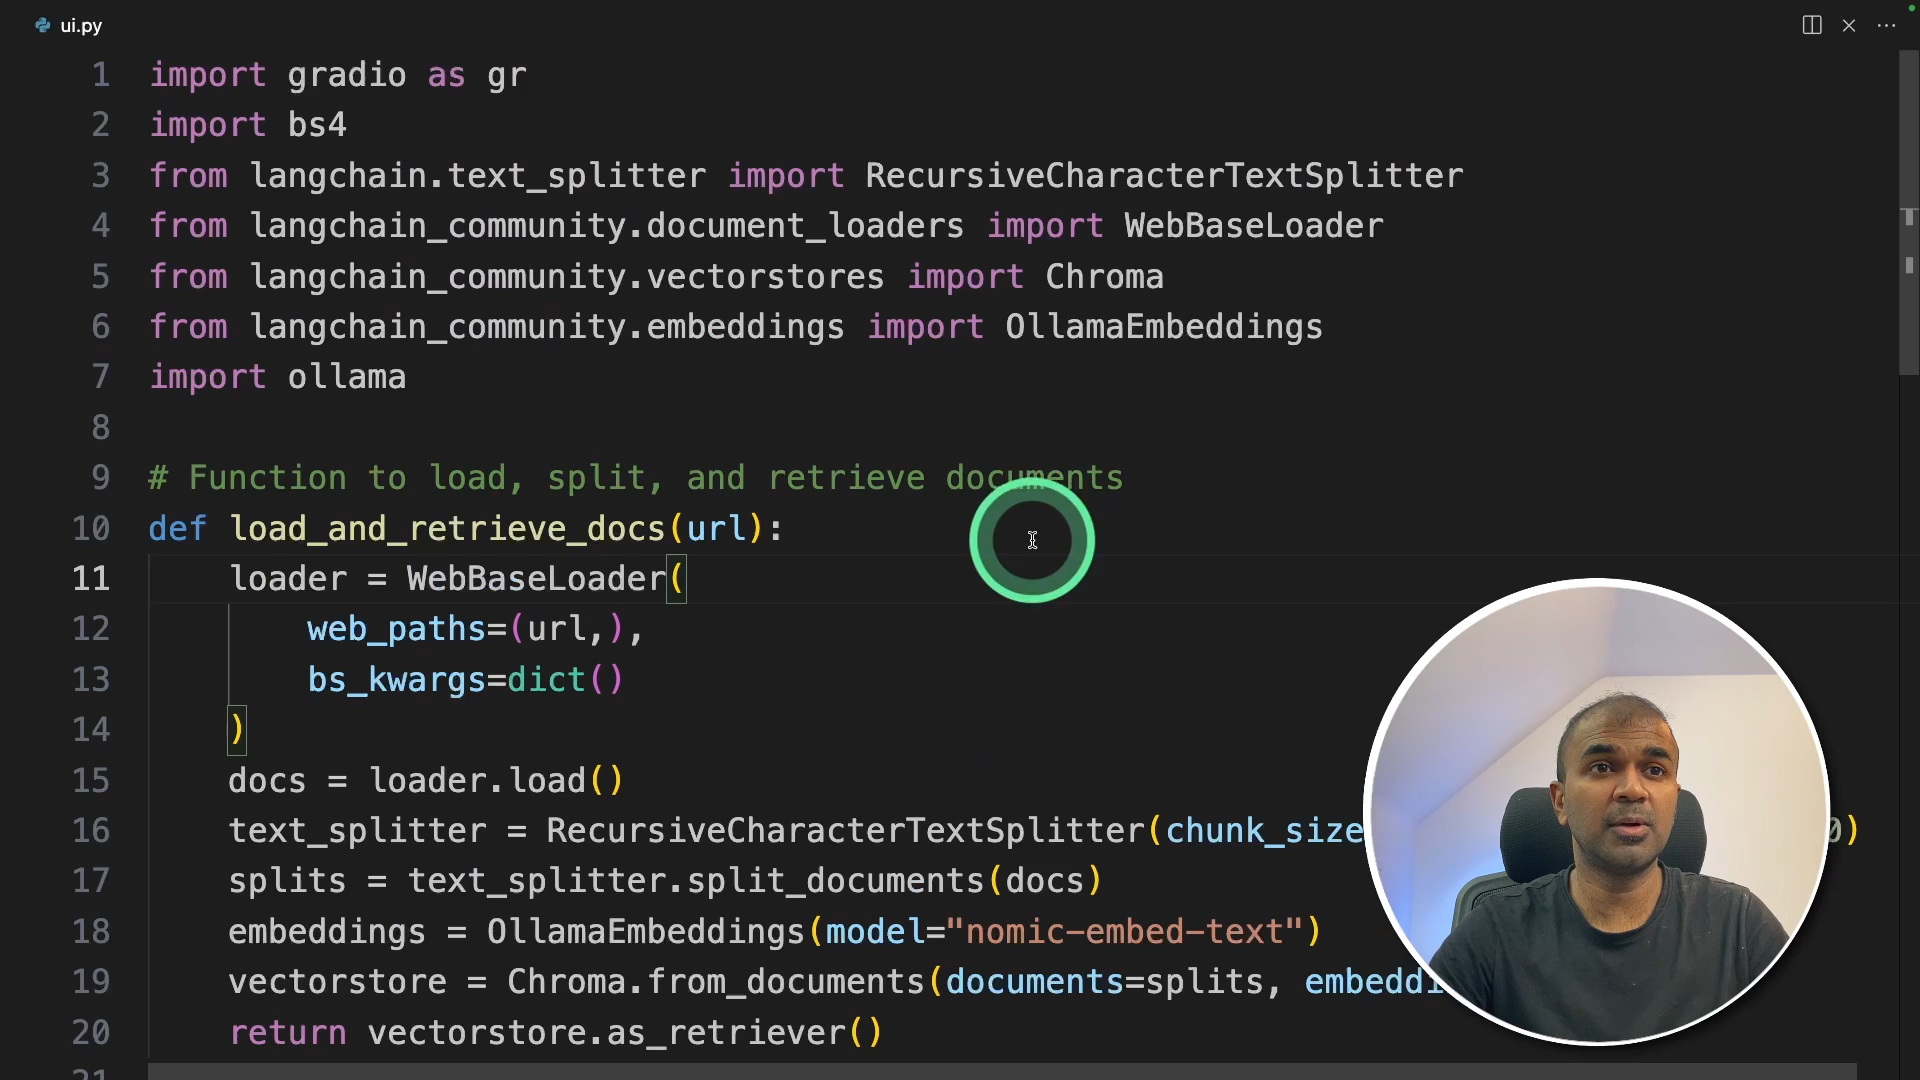 ui.py
1 import gradio as gr
2 import bs4
3 from langchain.text_splitter import RecursiveCharacterTextSplitter
4 from langchain_community.document_loaders import WebBaseLoader
5 from langchain_community.vectorstores import Chroma
6 from langchain_community.embeddings import OllamaEmbeddings
7 import ollama
8
9 # Function to load, split, and retrieve documents
10 def load_and_retrieve_docs(url):
11 loader = WebBaseLoader(
12 web_paths=(url,),
13 bs_kwargs=dict()
14 )
15 docs = loader.load()
16 text_splitter = RecursiveCharacterTextSplitter(chunk_size 0)
17 splits = text_splitter.split_documents(docs)
18 embeddings = OllamaEmbeddings(model="nomic-embed-text")
19 vectorstore = Chroma.from_documents(documents=splits, embeddi
20 return vectorstore.as_retriever()
21